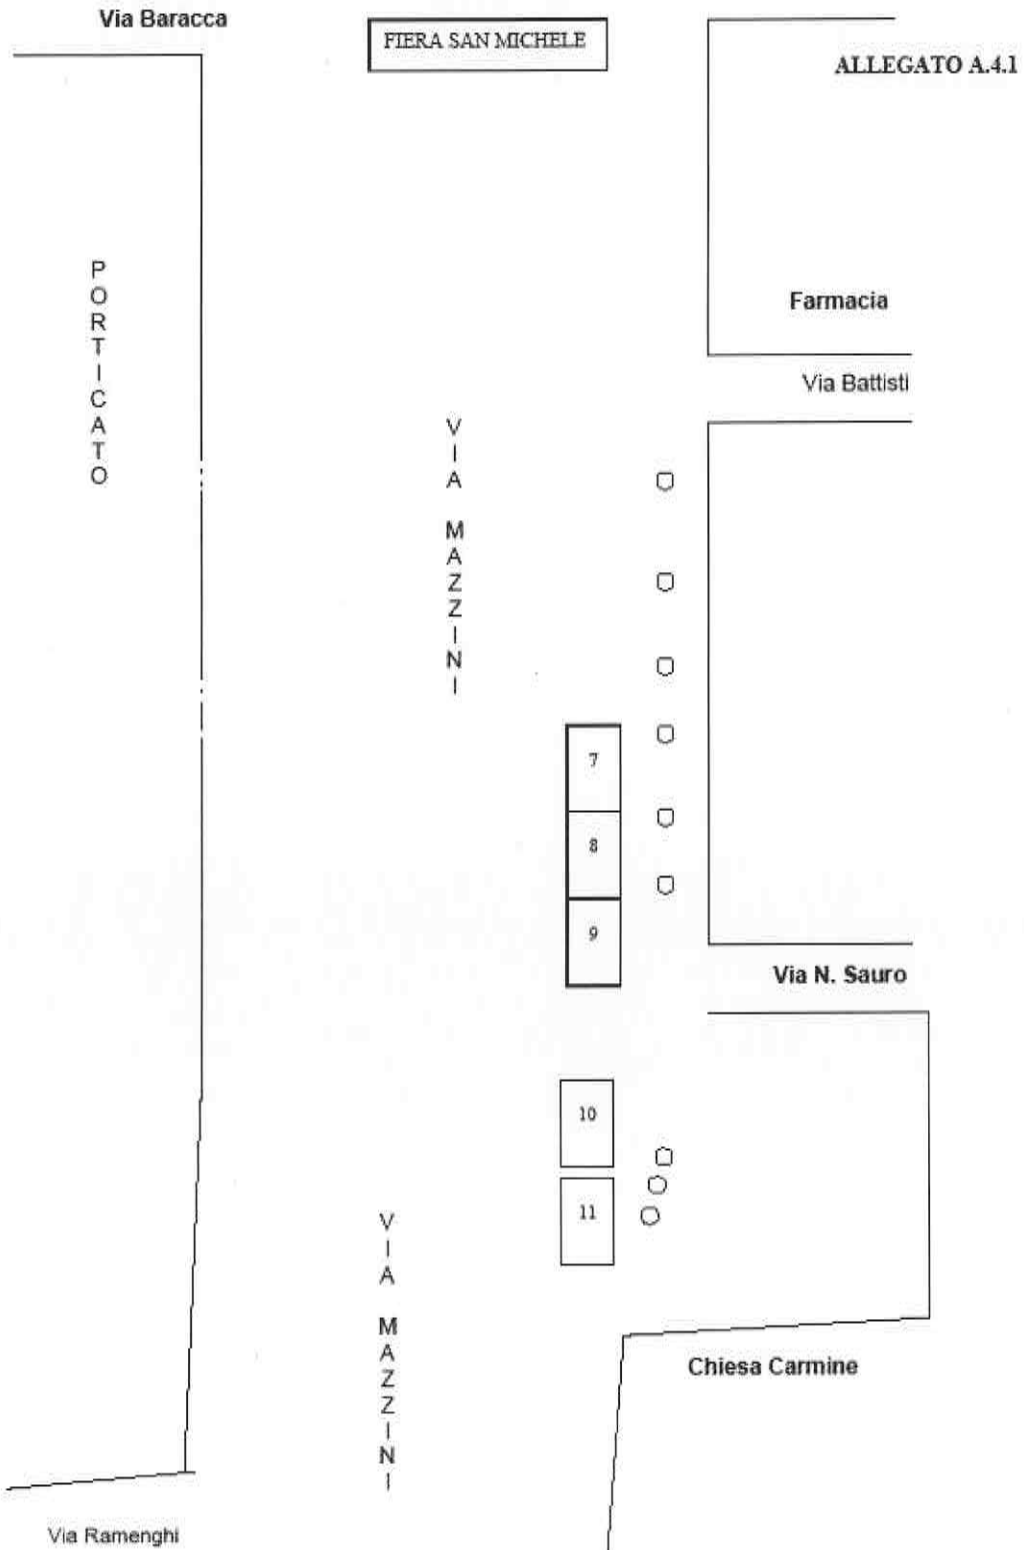 Via Baracca
FIERA SAN MICHELE
ALLEGATO A.4.1
PORTICATO
Farmacia
Via Battisti
VIA MAZZINI
7
8
9
Via N. Sauro
10
11
VIA MAZZINI
Chiesa Carmine
Via Ramenghi